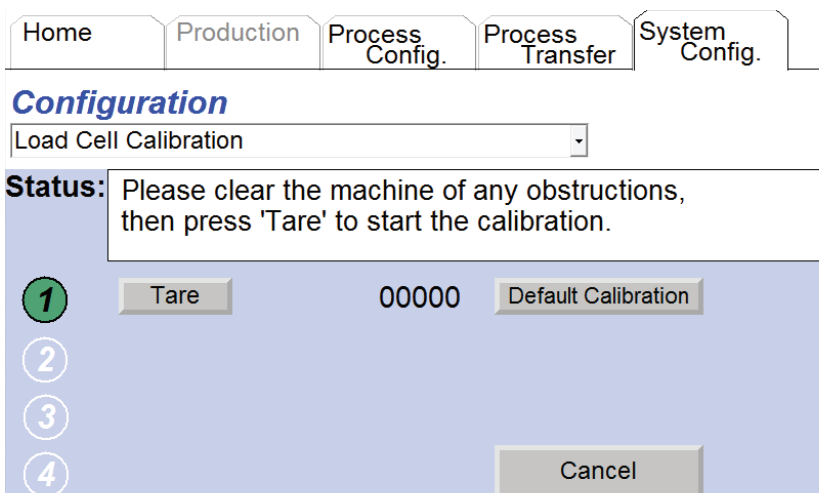 Home Production Process Process System
Config. Transfer Config.
Configuration
Load Cell Calibration
Status: Please clear the machine of any obstructions,
then press 'Tare' to start the calibration.
1 Tare 00000 Default Calibration
2
3
4 Cancel